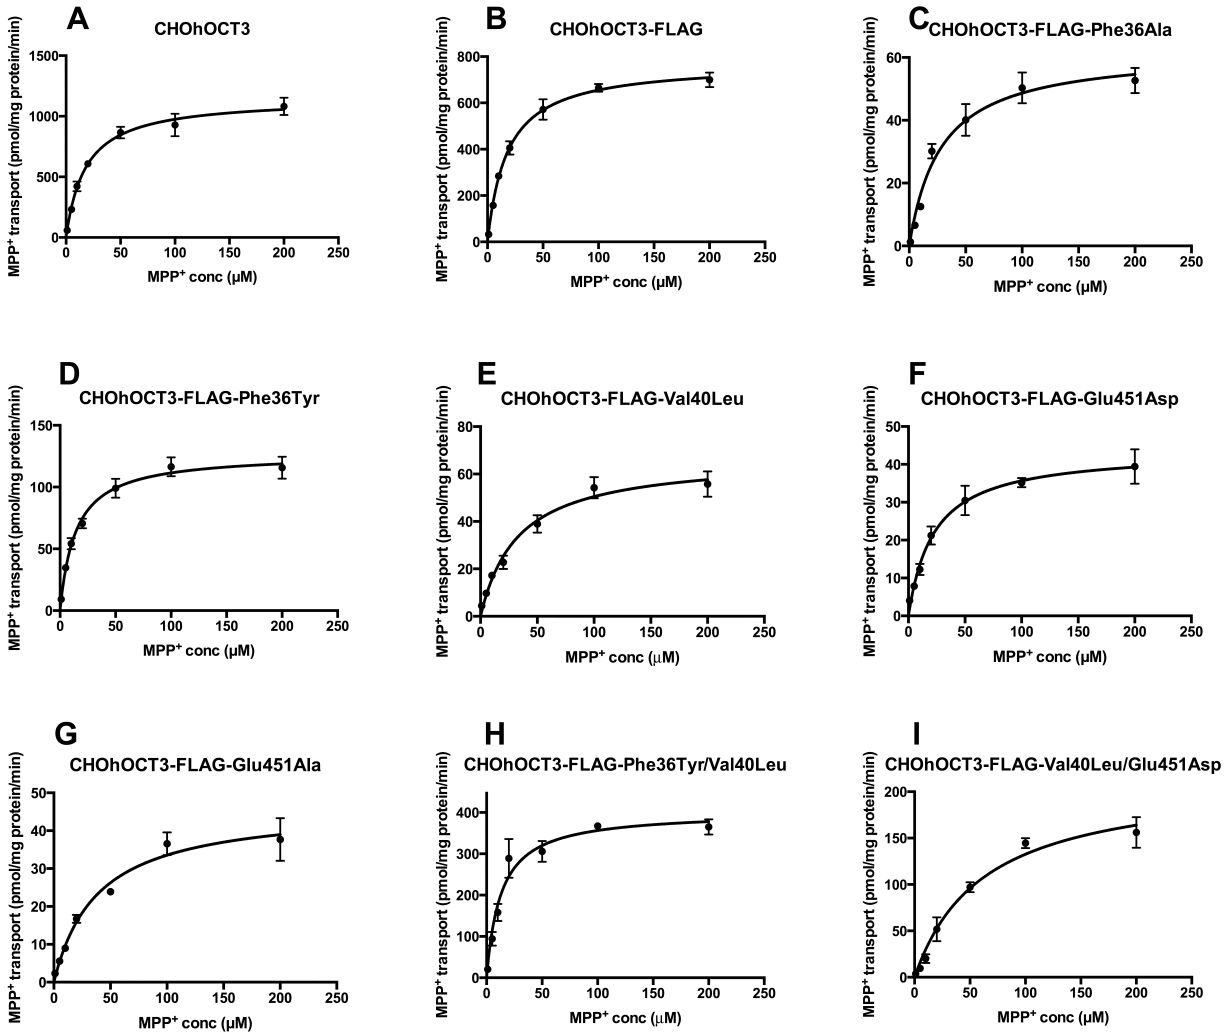 A
CHOhOCT3
MPP+ transport (pmol/mg protein/min)
1500
1000
500
0
0 50 100 150 200 250
MPP+ conc (µM)
B
CHOhOCT3-FLAG
MPP+ transport (pmol/mg protein/min)
800
600
400
200
0
0 50 100 150 200 250
MPP+ conc (µM)
C
CHOhOCT3-FLAG-Phe36Ala
MPP+ transport (pmol/mg protein/min)
60
40
20
0
0 50 100 150 200 250
MPP+ conc (µM)
D
CHOhOCT3-FLAG-Phe36Tyr
MPP+ transport (pmol/mg protein/min)
150
100
50
0
0 50 100 150 200 250
MPP+ conc (µM)
E
CHOhOCT3-FLAG-Val40Leu
MPP+ transport (pmol/mg protein/min)
80
60
40
20
0
0 50 100 150 200 250
MPP+ conc (µM)
F
CHOhOCT3-FLAG-Glu451Asp
MPP+ transport (pmol/mg protein/min)
50
40
30
20
10
0
0 50 100 150 200 250
MPP+ conc (µM)
G
CHOhOCT3-FLAG-Glu451Ala
MPP+ transport (pmol/mg protein/min)
50
40
30
20
10
0
0 50 100 150 200 250
MPP+ conc (µM)
H
CHOhOCT3-FLAG-Phe36Tyr/Val40Leu
MPP+ transport (pmol/mg protein/min)
400
300
200
100
0
0 50 100 150 200 250
MPP+ conc (µM)
I
CHOhOCT3-FLAG-Val40Leu/Glu451Asp
MPP+ transport (pmol/mg protein/min)
200
150
100
50
0
0 50 100 150 200 250
MPP+ conc (µM)